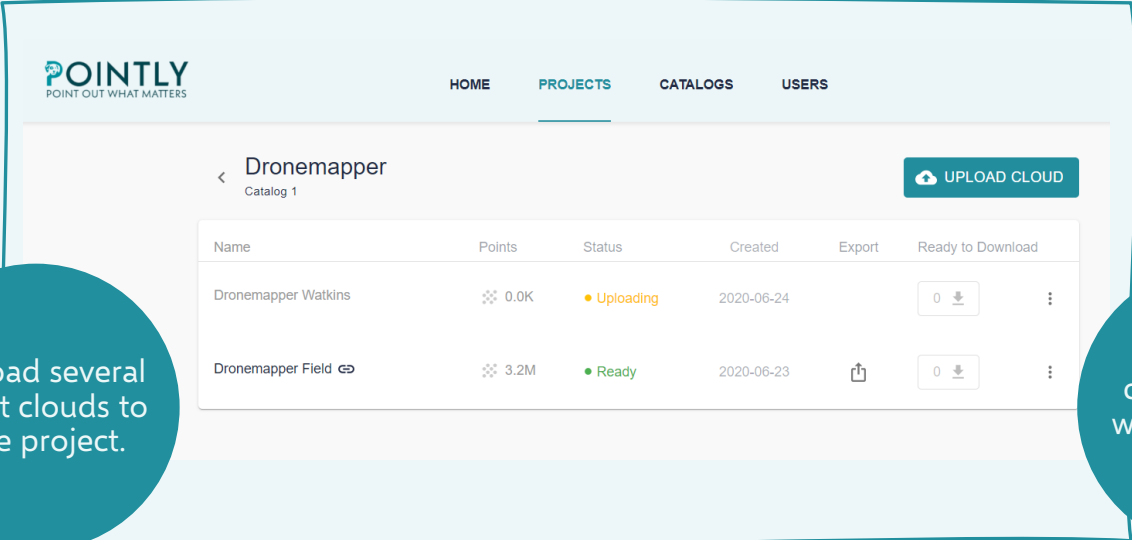 POINTLY
POINT OUT WHAT MATTERS
HOME PROJECTS CATALOGS USERS
Dronemapper
Catalog 1
UPLOAD CLOUD
Name Points Status Created Export Ready to Download
Dronemapper Watkins 0.0K Uploading 2020-06-24 0
Dronemapper Field 3.2M Ready 2020-06-23 0
several
clouds to
project.